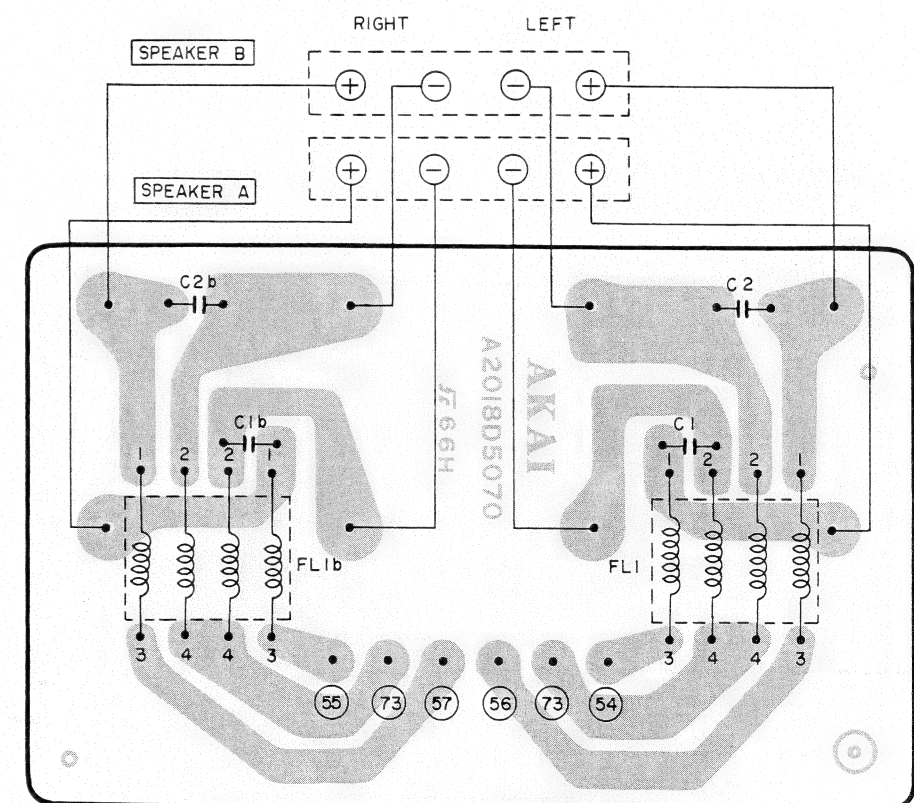 RIGHT LEFT
SPEAKER B
+ − − +
SPEAKER A
+ − − +
C2b C2
AKAI
A2018D5070
66H
C1b C1
1 2 2 1 1 2 2 1
FL1b FL1
3 4 4 3 3 4 4 3
55 73 57 56 73 54